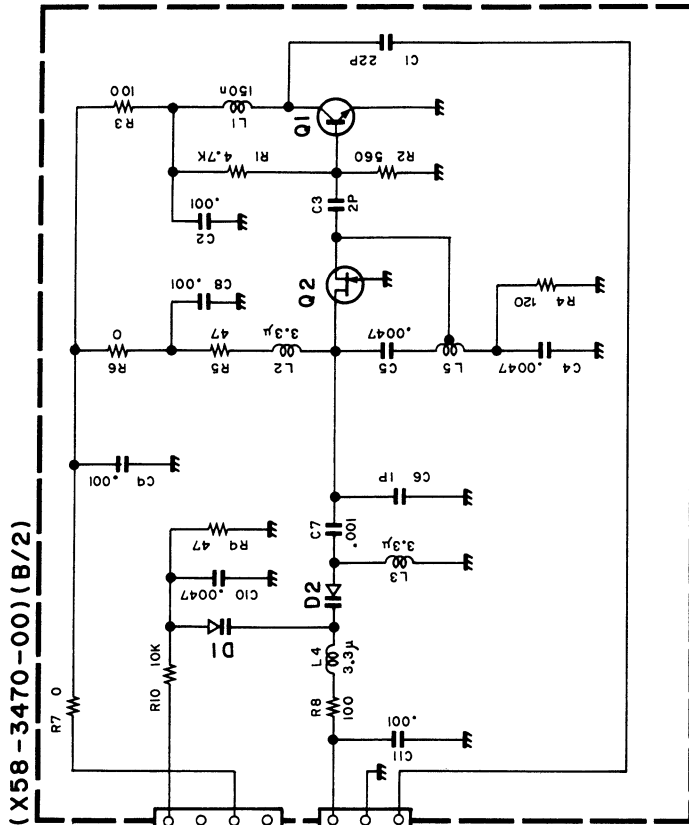 (X58-3470-00)(B/2)
22P
C1
100
R3
150n
L1
Q1
4.7K
R1
560
R2
.001
C2
C3
2P
.001
C8
Q2
0
R6
47
R5
3.3μ
L2
.0047
C5
L5
.0047
C4
120
R4
.001
C9
1P
C6
C7
.001
47
R9
.0047
C10
3.3μ
L3
D2
D1
L4
3.3μ
R10
10K
R8
100
R7
0
.001
C11